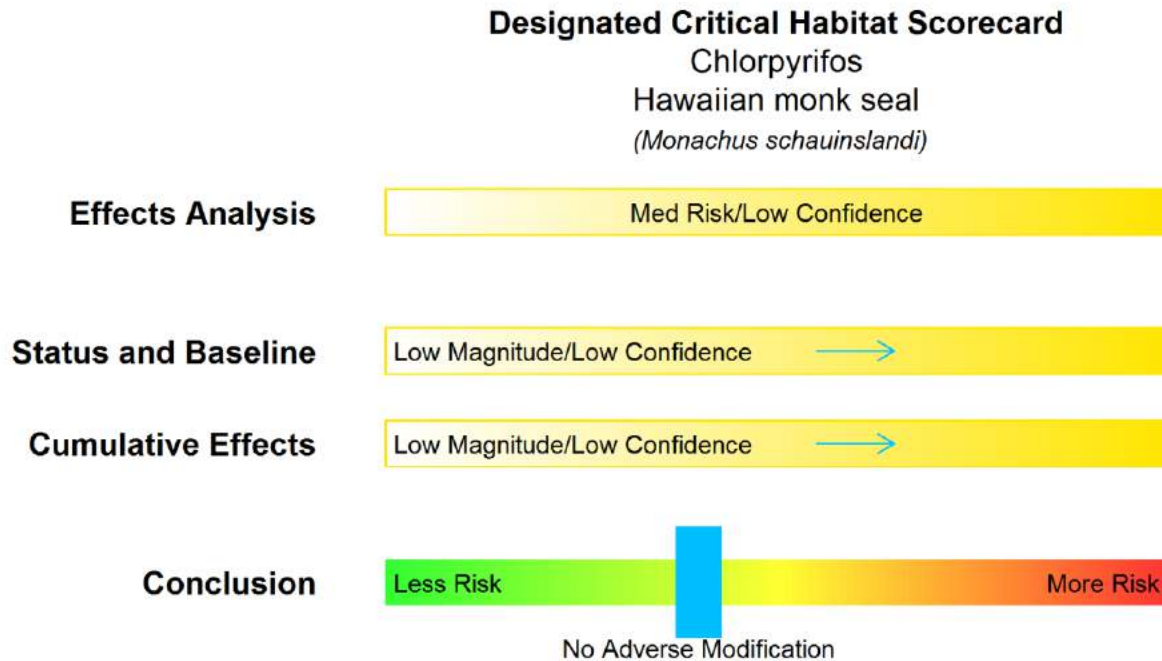 Designated Critical Habitat Scorecard
Chlorpyrifos
Hawaiian monk seal
(Monachus schauinslandi)
Effects Analysis
Med Risk/Low Confidence
Status and Baseline
Low Magnitude/Low Confidence
Cumulative Effects
Low Magnitude/Low Confidence
Conclusion
Less Risk
More Risk
No Adverse Modification